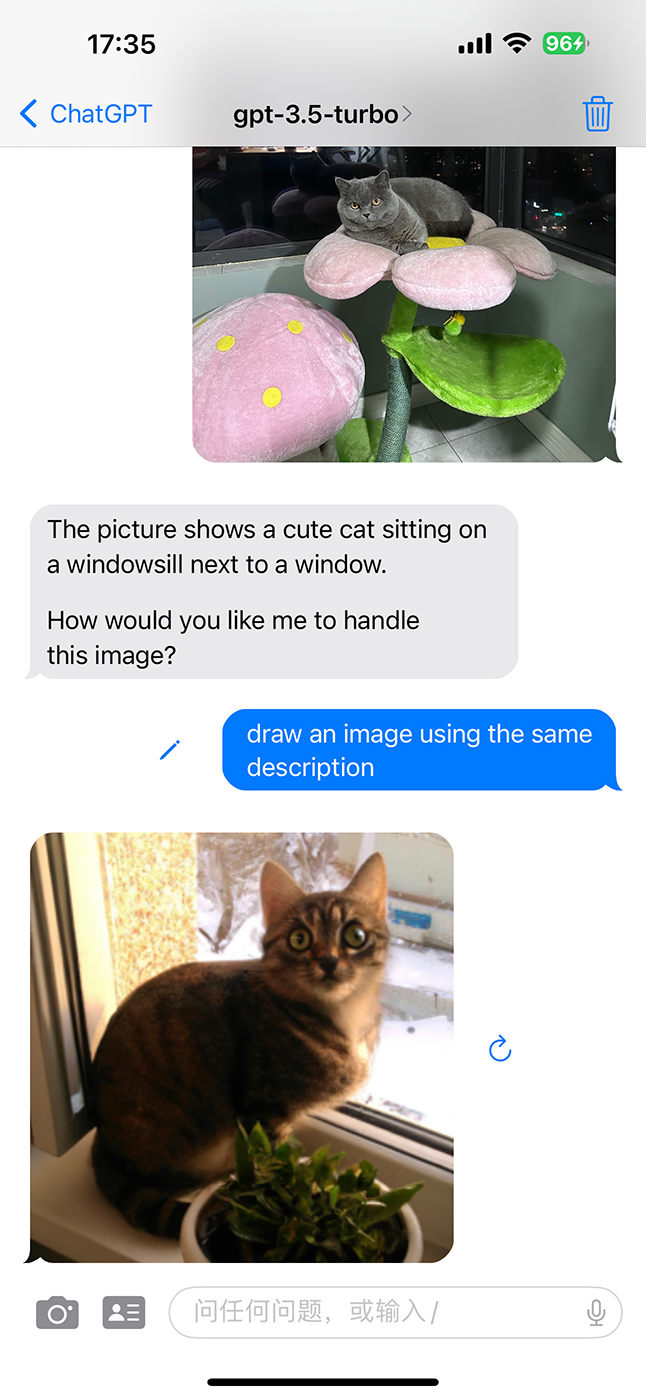 17:35
96
ChatGPT
gpt-3.5-turbo
The picture shows a cute cat sitting on
a windowsill next to a window.
How would you like me to handle
this image?
draw an image using the same
description
问任何问题，或输入/